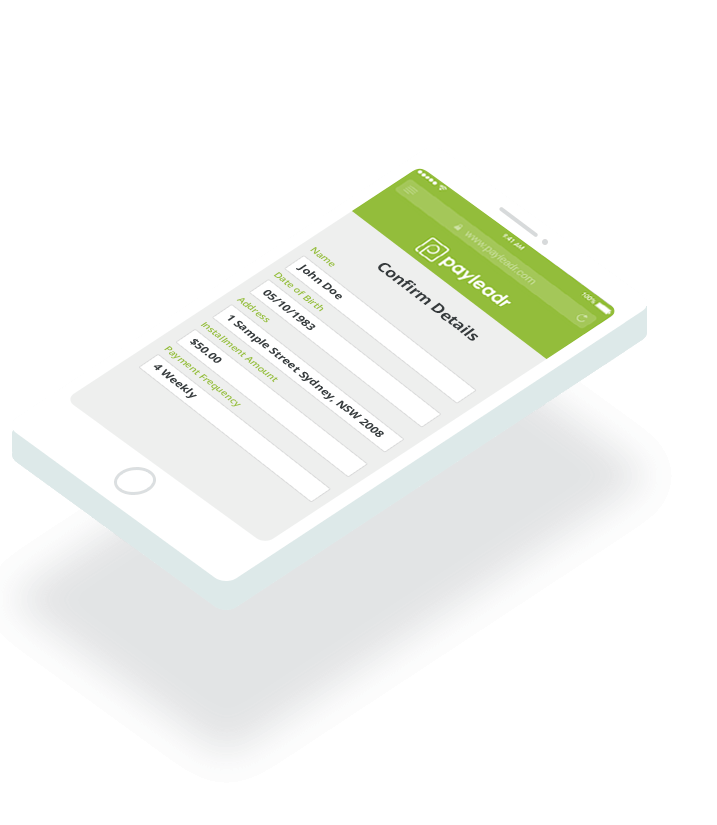 9:41 AM
100%
www.payleadr.com
payleadr
Confirm Details
Name
John Doe
Date of Birth
05/10/1983
Address
1 Sample Street Sydney, NSW 2008
Installment Amount
$50.00
Payment Frequency
4 Weekly